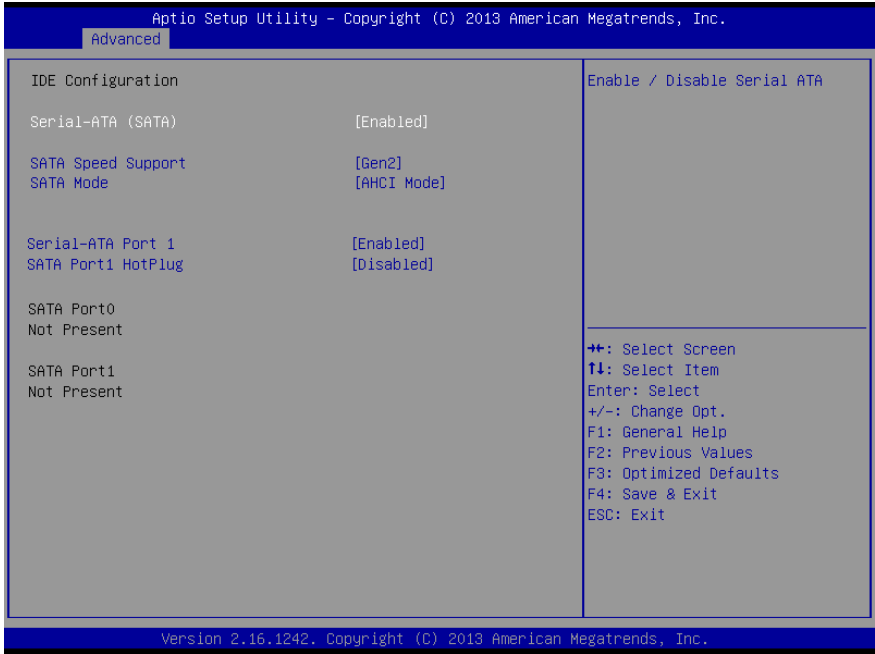 Aptio Setup Utility – Copyright (C) 2013 American Megatrends, Inc.
Advanced
IDE Configuration
Serial-ATA (SATA) [Enabled]
SATA Speed Support [Gen2]
SATA Mode [AHCI Mode]
Serial-ATA Port 1 [Enabled]
SATA Port1 HotPlug [Disabled]
SATA Port0
Not Present
SATA Port1
Not Present
Enable / Disable Serial ATA
→←: Select Screen
↑↓: Select Item
Enter: Select
+/-: Change Opt.
F1: General Help
F2: Previous Values
F3: Optimized Defaults
F4: Save & Exit
ESC: Exit
Version 2.16.1242. Copyright (C) 2013 American Megatrends, Inc.